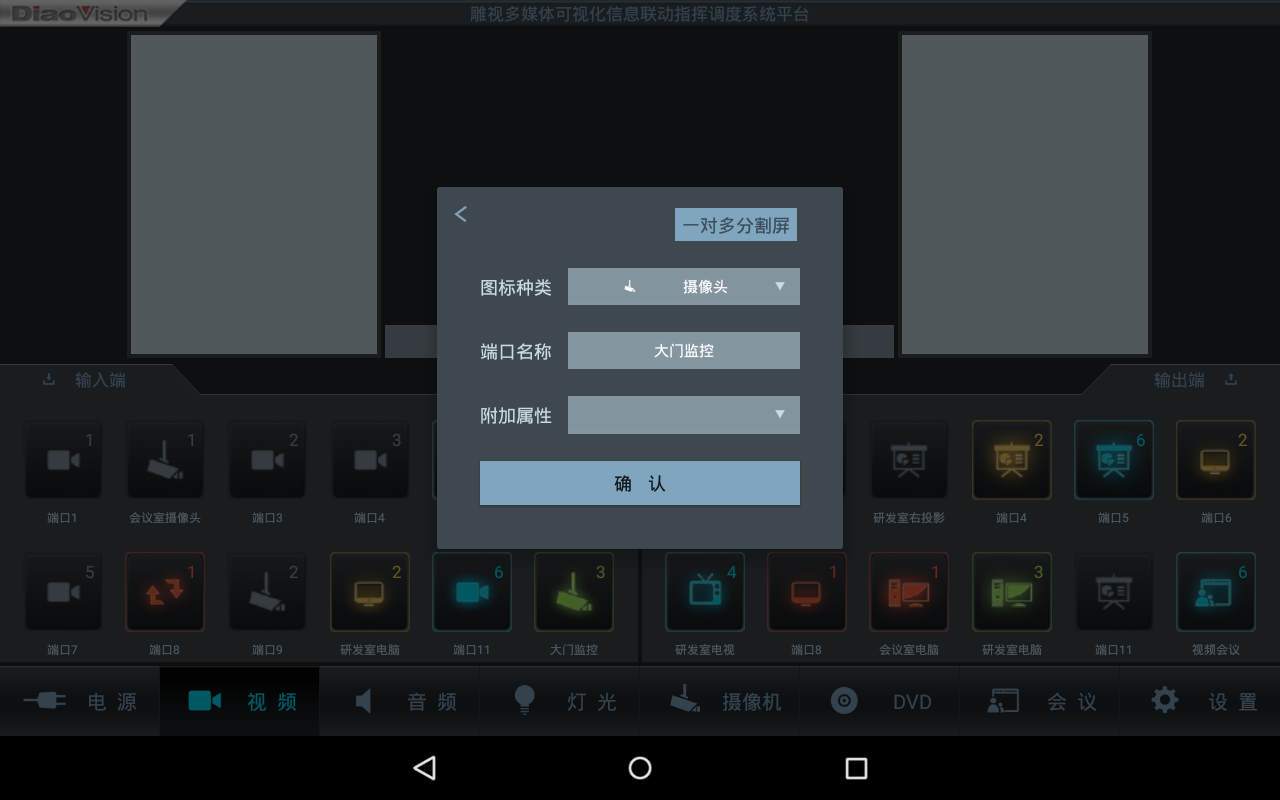 DiaoVision
雕视多媒体可视化信息联动指挥调度系统平台
一对多分割屏
图标种类 摄像头
端口名称 大门监控
附加属性
确 认
输入端
输出端
1 1 2 3 2 6 2
端口1 会议室摄像头 端口3 端口4 研发室右投影 端口4 端口5 端口6
5 1 2 2 6 3 4 1 1 3 6
端口7 端口8 端口9 研发室电脑 端口11 大门监控 研发室电视 端口8 会议室电脑 研发室电脑 端口11 视频会议
电 源 视 频 音 频 灯 光 摄像机 DVD 会 议 设 置